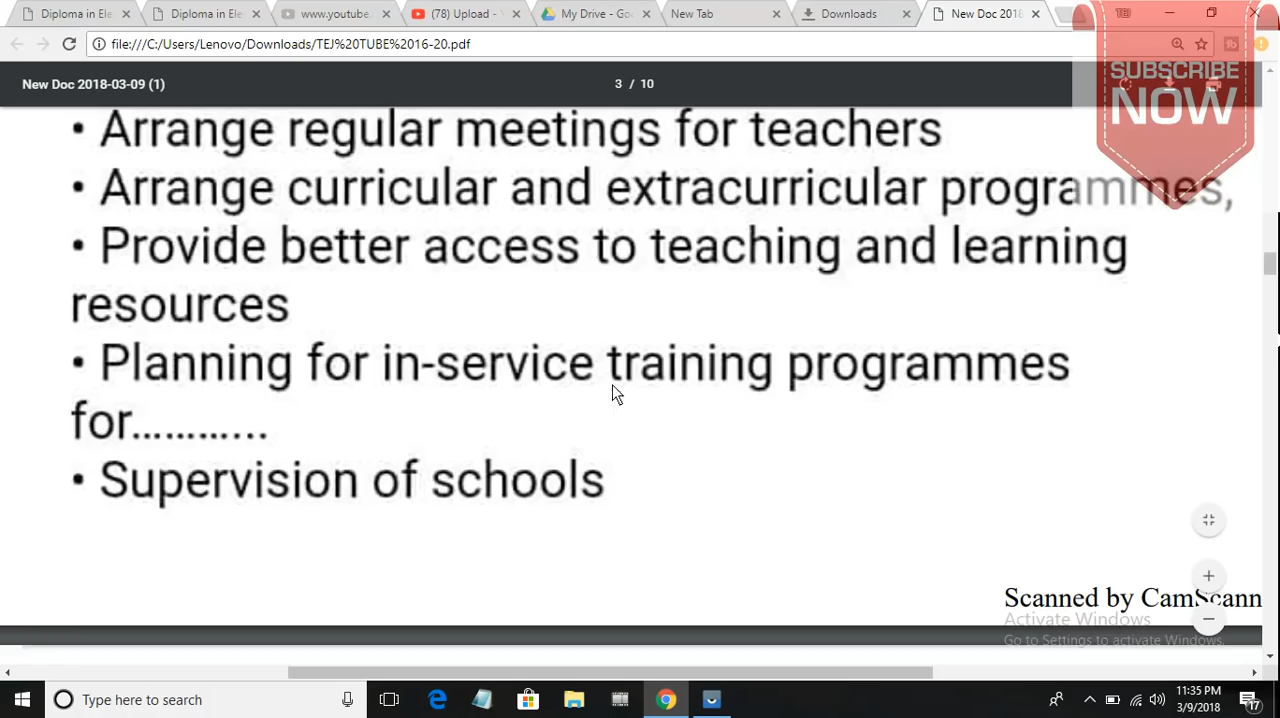 Diploma in Ele
Diploma in Ele
www.youtube.
(78) Upload -
My Drive - Goo
New Tab
Downloads
New Doc 2018
TEJ
file:///C:/Users/Lenovo/Downloads/TEJ%20TUBE%2016-20.pdf
SUBSCRIBE
NOW
New Doc 2018-03-09 (1)
3 / 10
• Arrange regular meetings for teachers
• Arrange curricular and extracurricular programmes,
• Provide better access to teaching and learning
resources
• Planning for in-service training programmes
for............
• Supervision of schools
Scanned by CamScann
Activate Windows
Go to Settings to activate Windows.
Type here to search
11:35 PM
3/9/2018
17